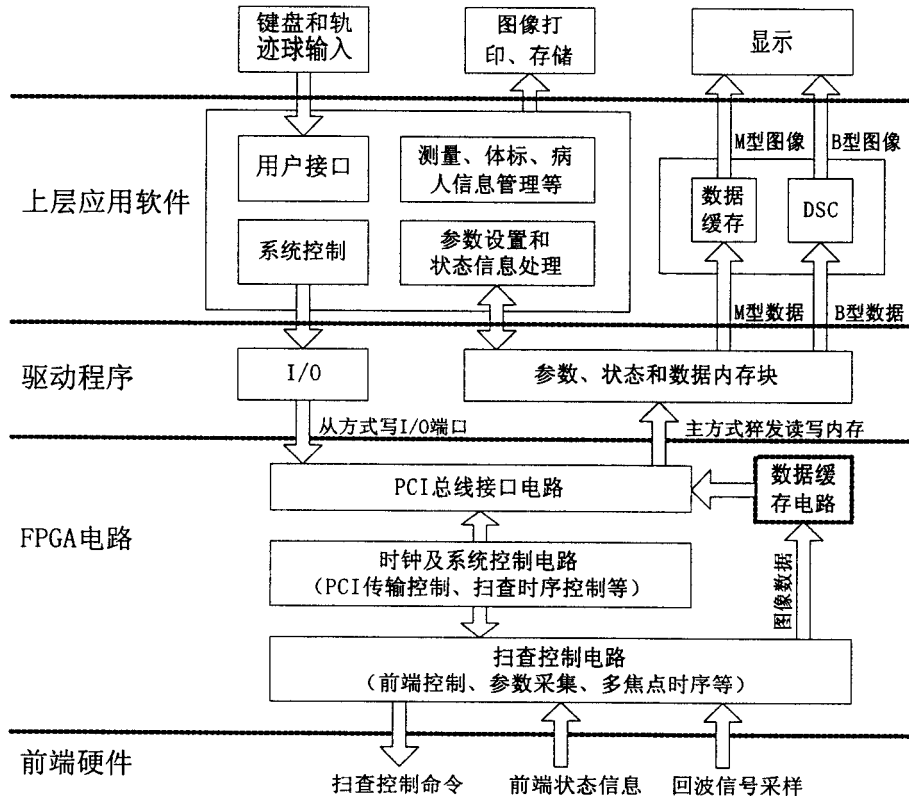 键盘和轨
迹球输入
图像打
印、存储
显示
M型图像
B型图像
上层应用软件
用户接口
测量、体标、病
人信息管理等
数据
缓存
DSC
系统控制
参数设置和
状态信息处理
M型数据
B型数据
驱动程序
I/O
参数、状态和数据内存块
从方式写I/O端口
主方式猝发读写内存
FPGA电路
PCI总线接口电路
数据缓
存电路
时钟及系统控制电路
(PCI传输控制、扫查时序控制等)
图像数据
扫查控制电路
(前端控制、参数采集、多焦点时序等)
前端硬件
扫查控制命令
前端状态信息
回波信号采样